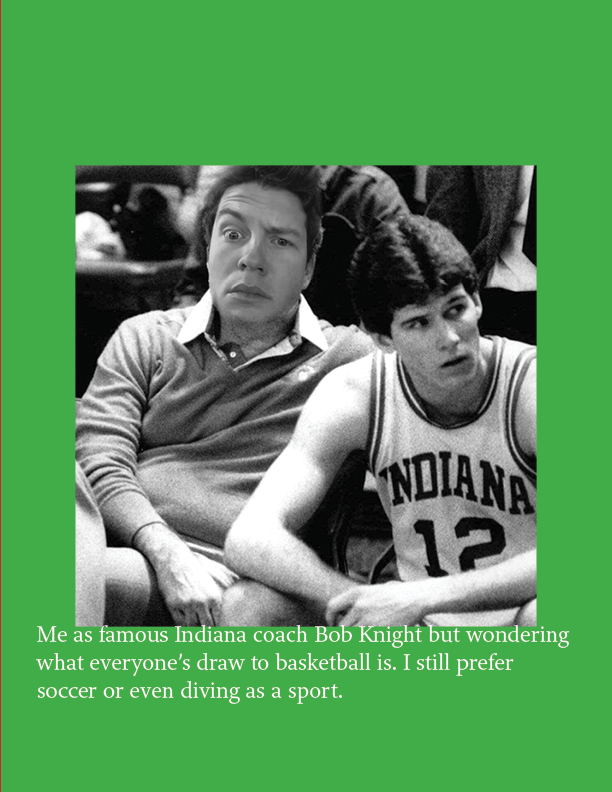 INDIANA
12
Me as famous Indiana coach Bob Knight but wondering
what everyone's draw to basketball is. I still prefer
soccer or even diving as a sport.